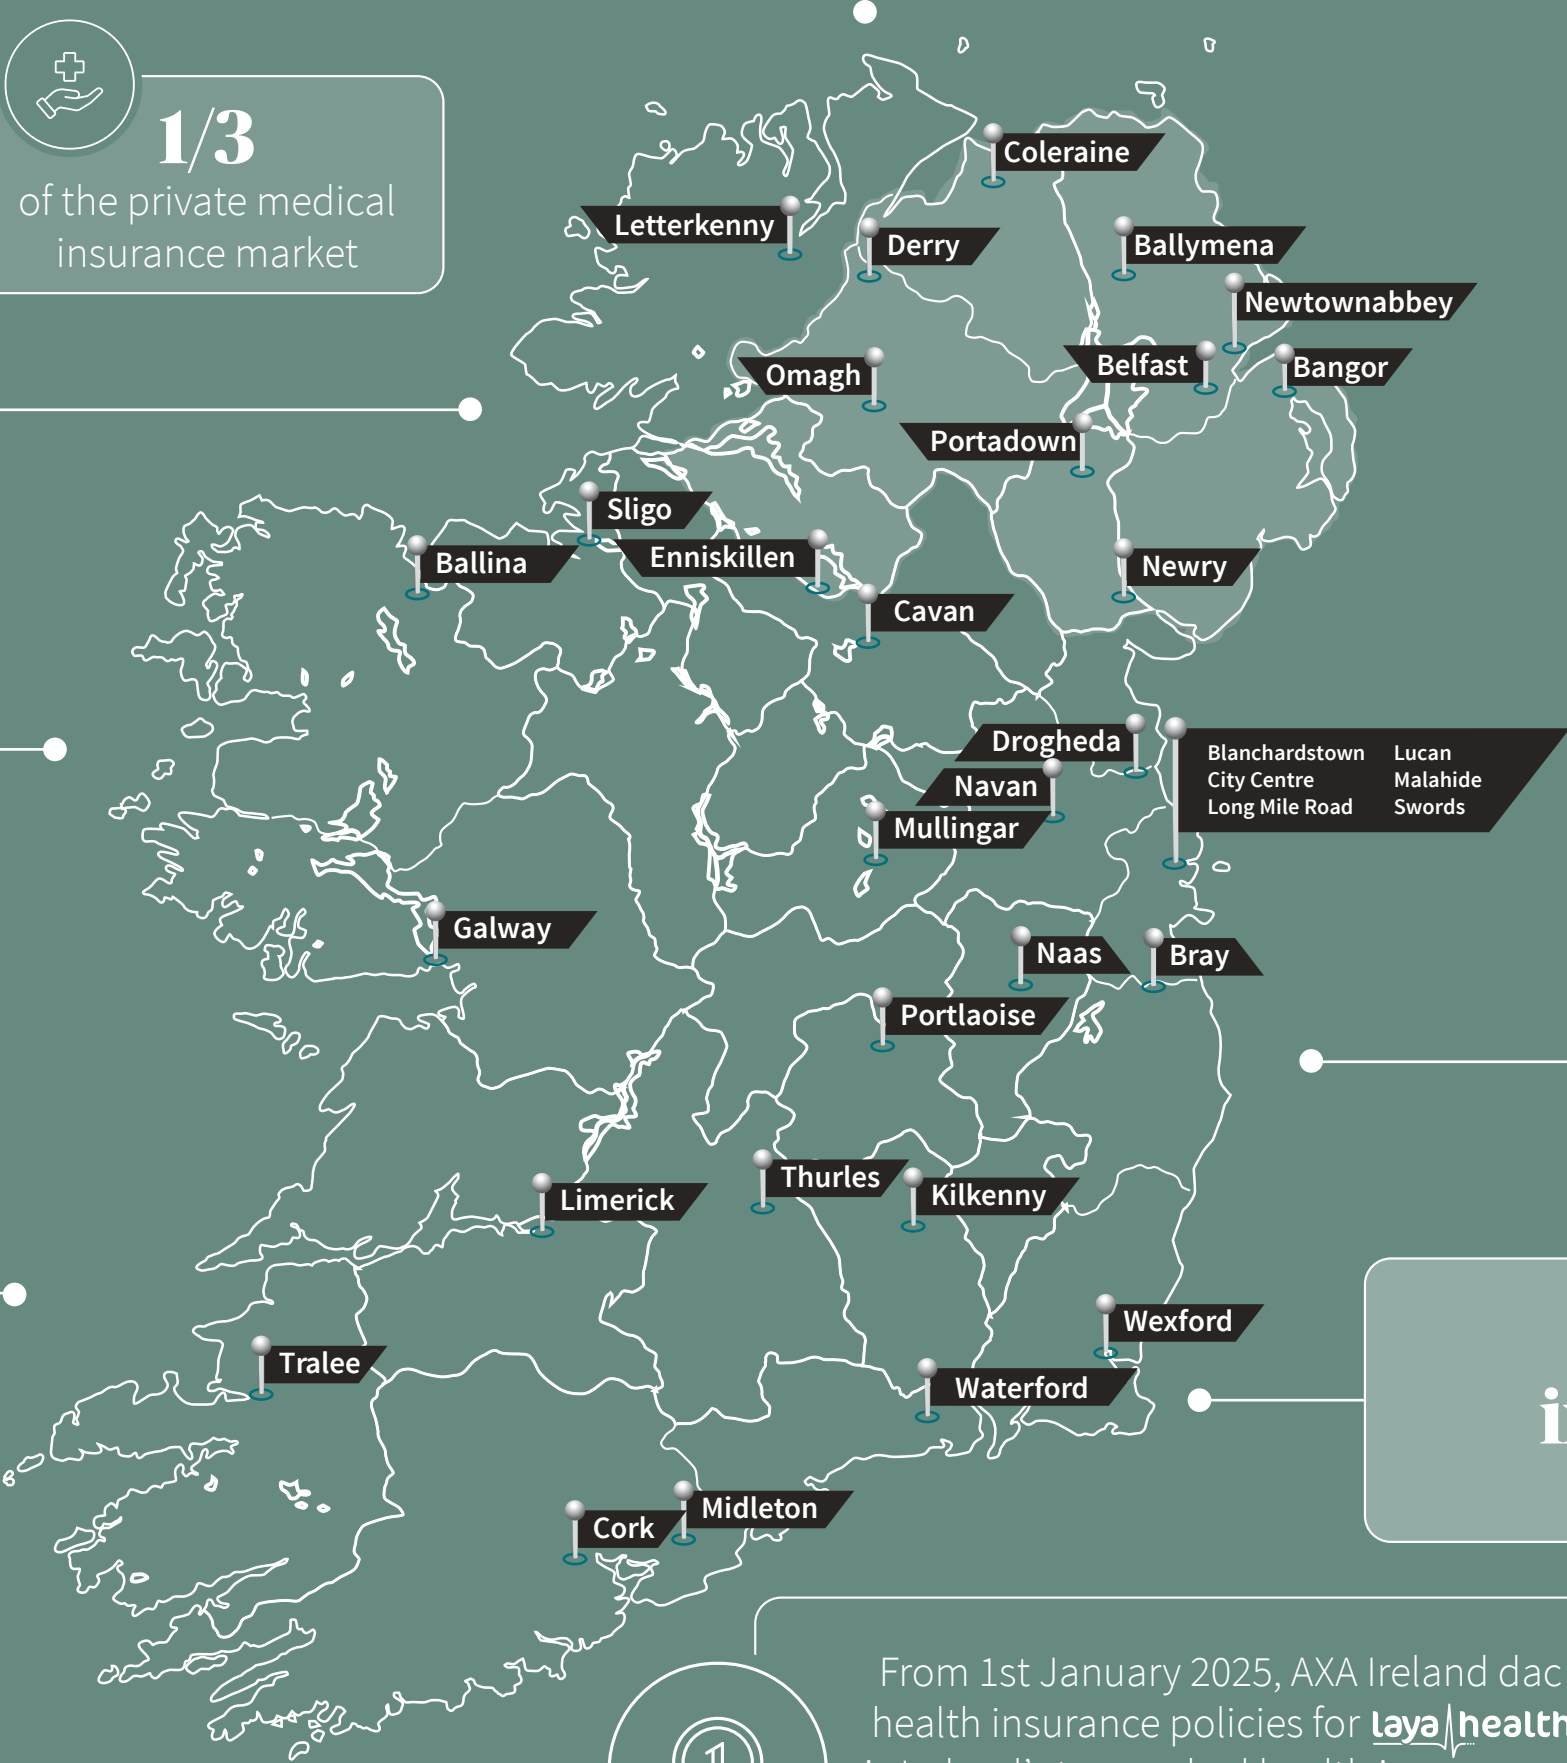 1/3
of the private medical
insurance market
Coleraine
Letterkenny
Derry
Ballymena
Newtownabbey
Belfast
Bangor
Omagh
Portadown
Sligo
Ballina
Enniskillen
Newry
Cavan
Drogheda
Navan
Mullingar
Blanchardstown Lucan
City Centre Malahide
Long Mile Road Swords
Galway
Naas
Bray
Portlaoise
Thurles
Kilkenny
Limerick
Wexford
Tralee
Waterford
Midleton
Cork
From 1st January 2025, AXA Ireland dac
health insurance policies for laya health
1